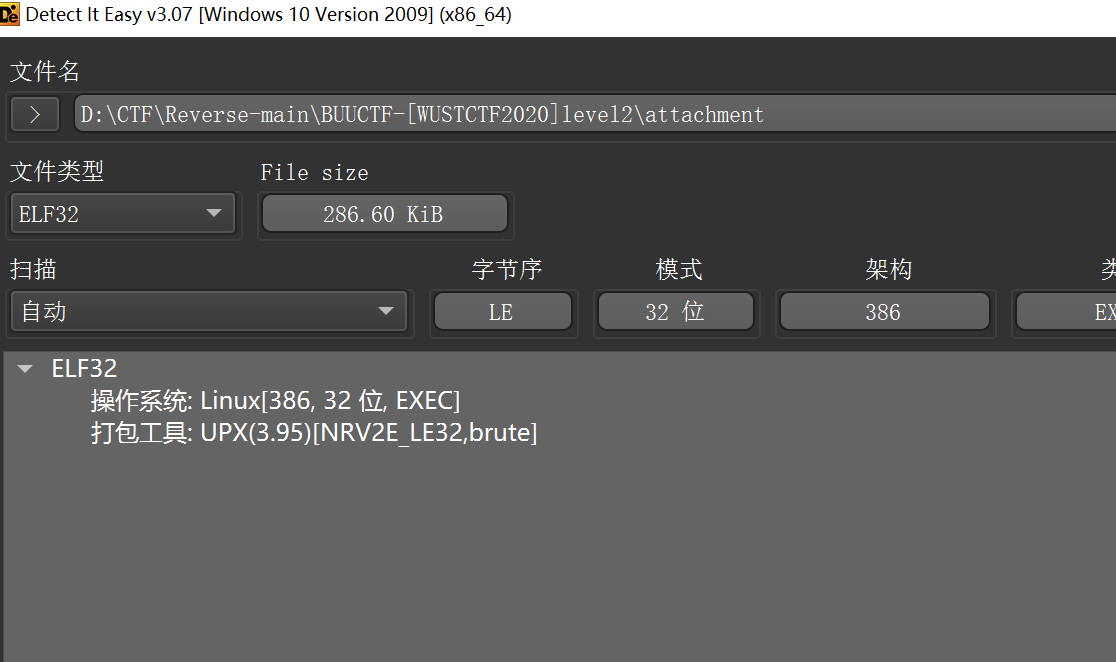 Detect It Easy v3.07 [Windows 10 Version 2009] (x86_64)
文件名
D:\CTF\Reverse-main\BUUCTF-[WUSTCTF2020]level2\attachment
文件类型 File size
ELF32 286.60 KiB
扫描 字节序 模式 架构 类
自动 LE 32 位 386 EX
ELF32
操作系统: Linux[386, 32 位, EXEC]
打包工具: UPX(3.95)[NRV2E_LE32,brute]